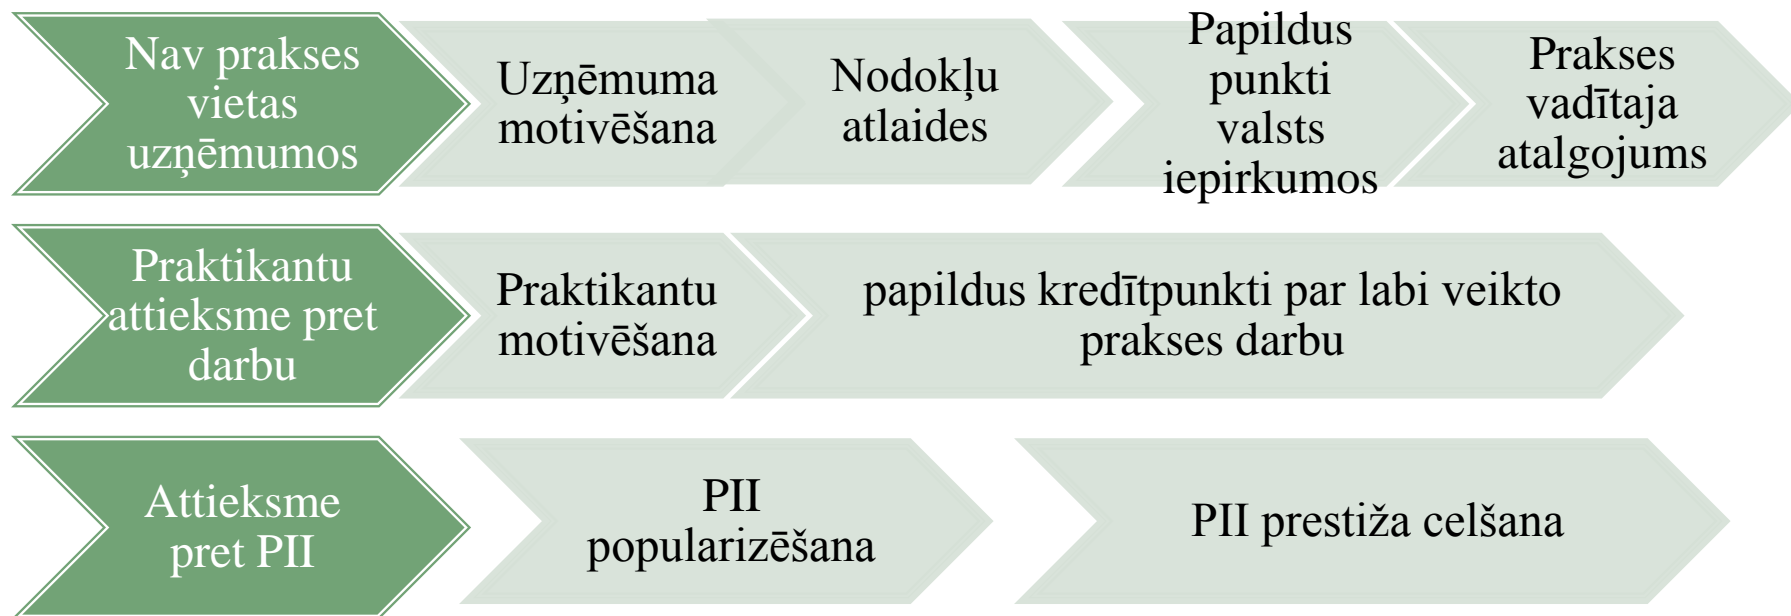 Nav prakses
vietas
uzņēmumos
Uzņēmuma
motivēšana
Nodokļu
atlaides
Papildus
punkti
valsts
iepirkumos
Prakses
vadītaja
atalgojums
Praktikantu
attieksme pret
darbu
Praktikantu
motivēšana
papildus kredītpunkti par labi veikto
prakses darbu
Attieksme
pret PII
PII
popularizēšana
PII prestiža celšana